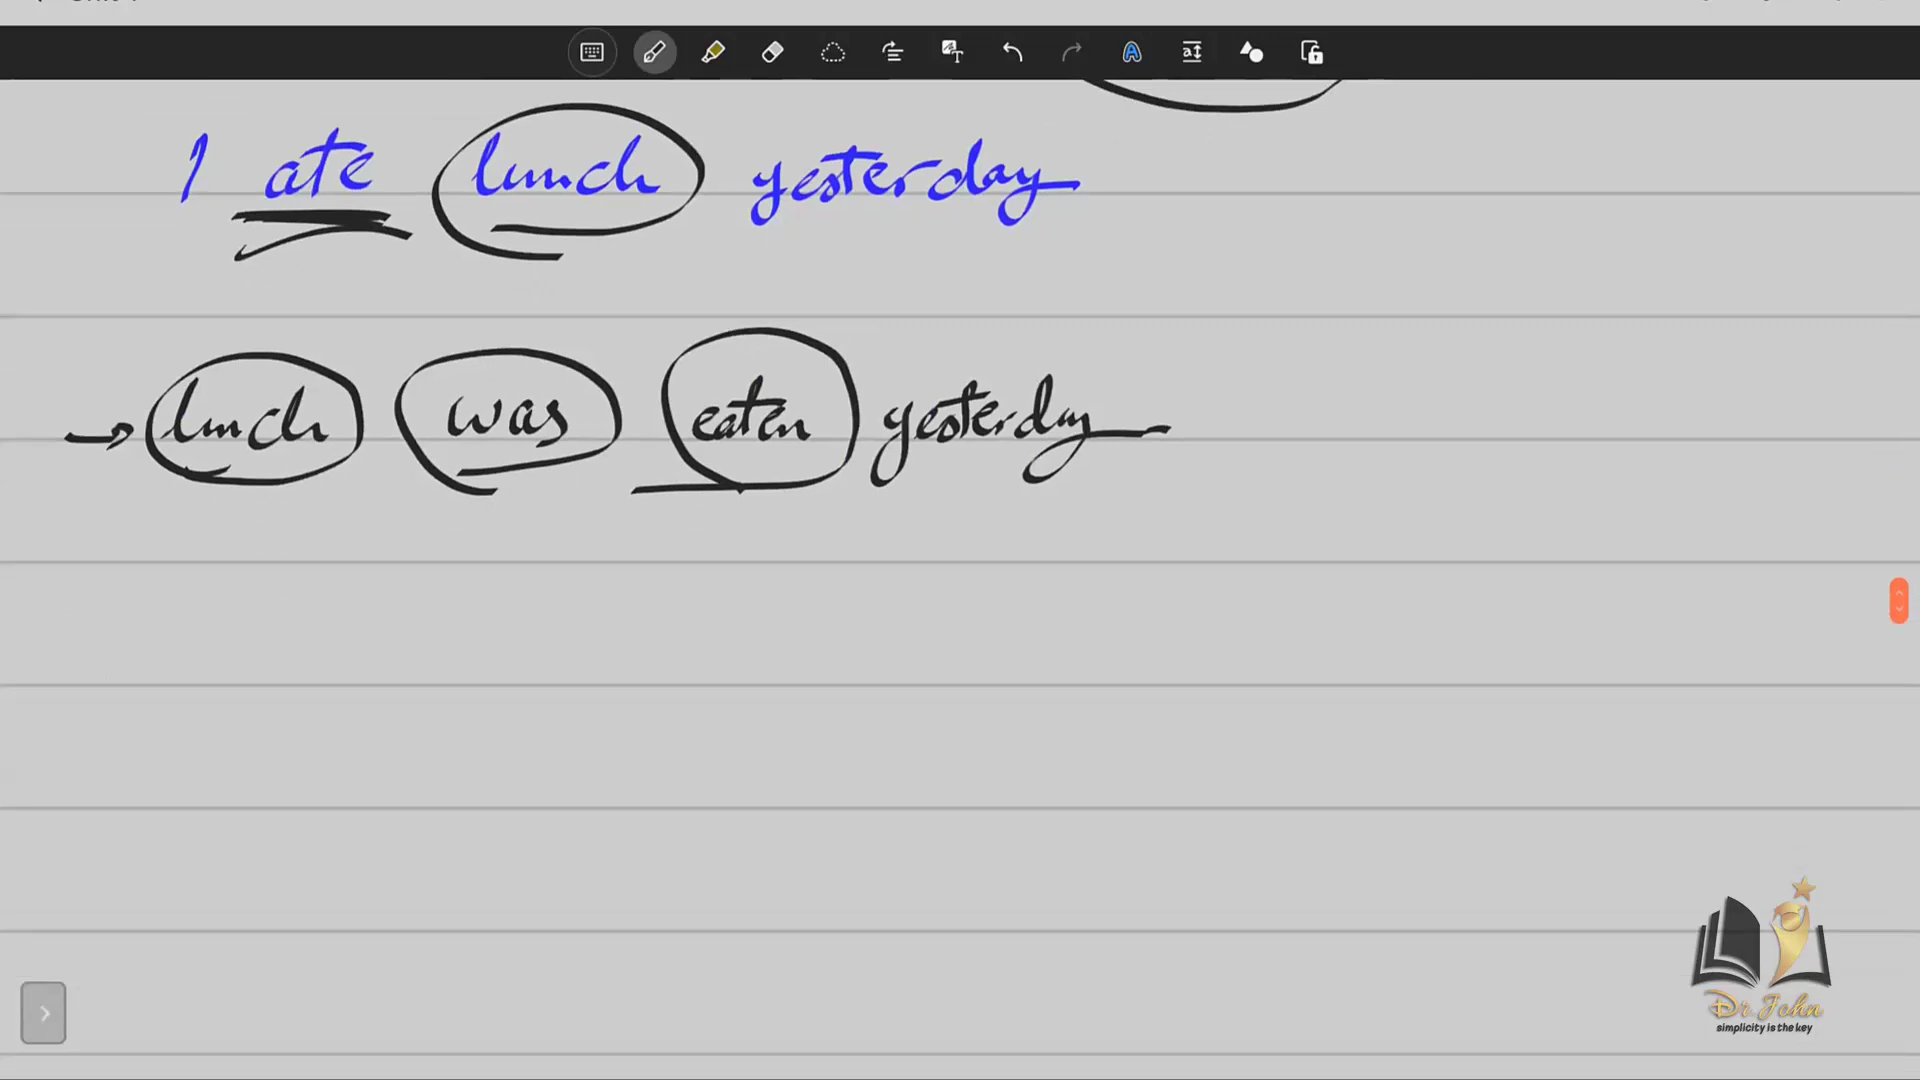 I ate lunch yesterday
→ lunch was eaten yesterday
Dr. John
simplicity is the key